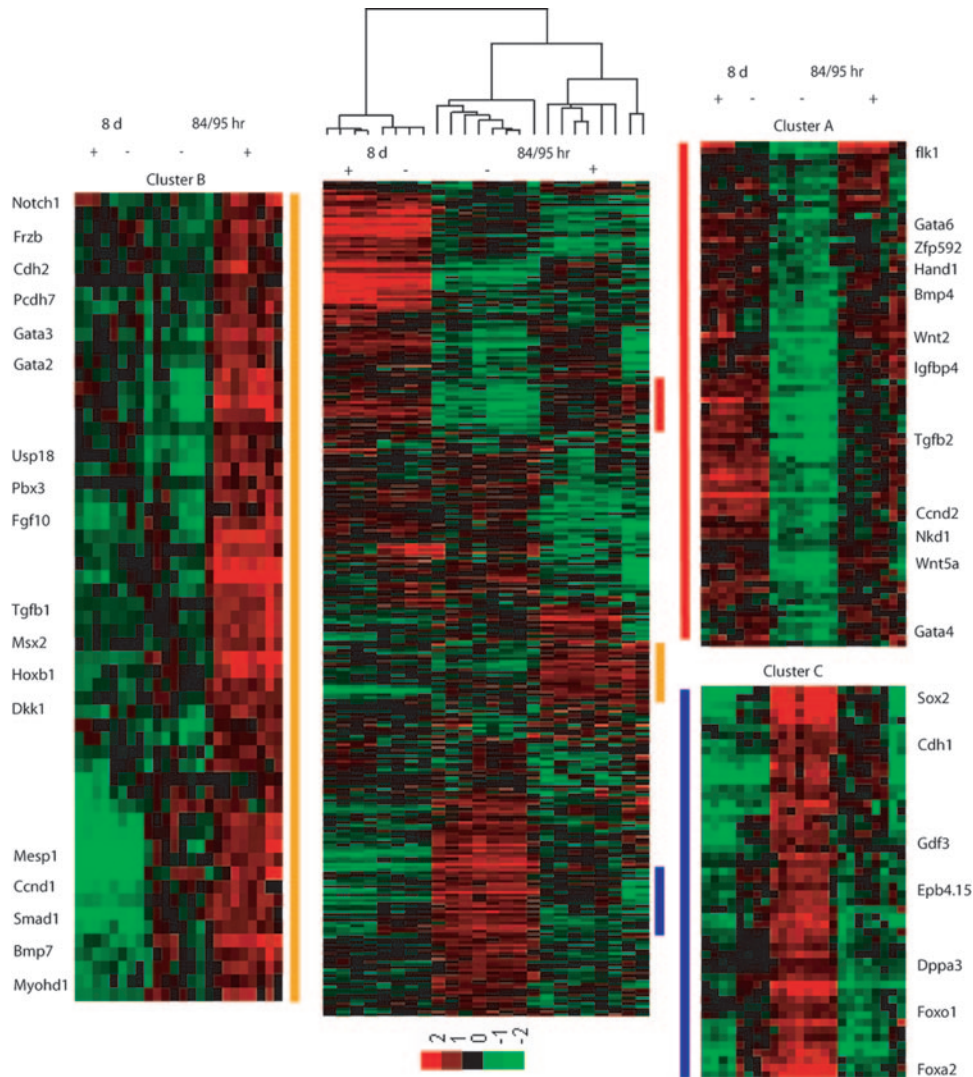 8 d 84/95 hr
+ - - +
Cluster B
Notch1
Frzb
Cdh2
Pcdh7
Gata3
Gata2
Usp18
Pbx3
Fgf10
Tgfb1
Msx2
Hoxb1
Dkk1
Mesp1
Ccnd1
Smad1
Bmp7
Myohd1
8 d 84/95 hr
+ - - +
2 1 0 -1 -2
8 d 84/95 hr
+ - - +
Cluster A
flk1
Gata6
Zfp592
Hand1
Bmp4
Wnt2
Igfbp4
Tgfb2
Ccnd2
Nkd1
Wnt5a
Gata4
Cluster C
Sox2
Cdh1
Gdf3
Epb4.15
Dppa3
Foxo1
Foxa2